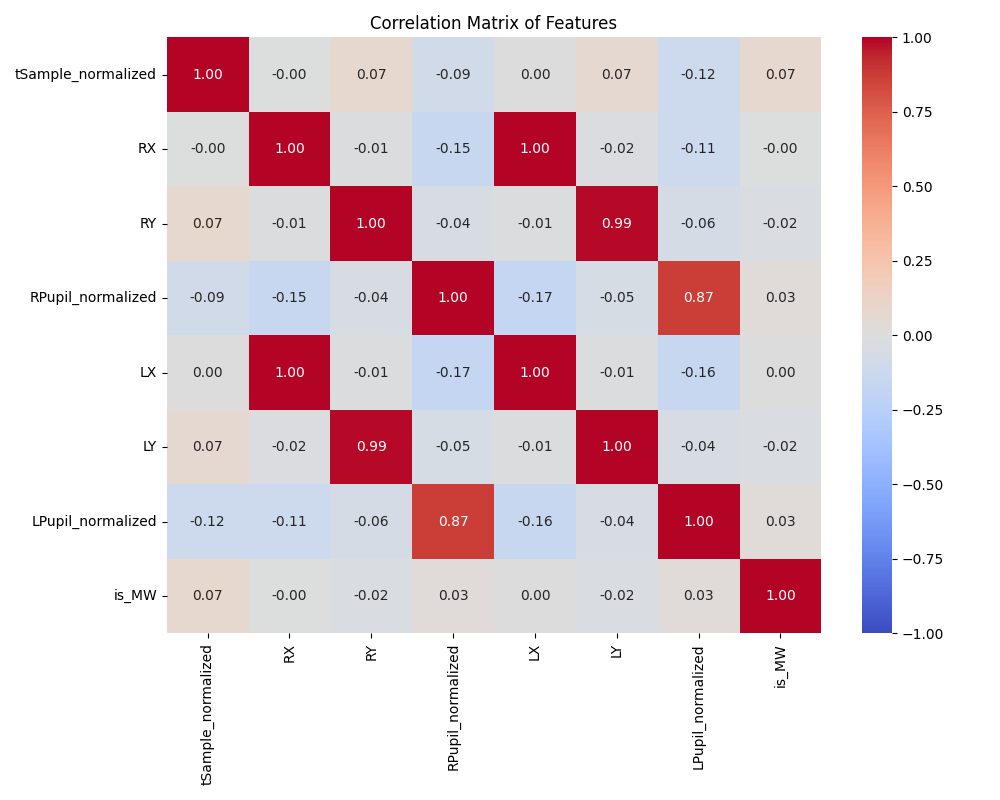 Correlation Matrix of Features
tSample_normalized 1.00 -0.00 0.07 -0.09 0.00 0.07 -0.12 0.07
RX -0.00 1.00 -0.01 -0.15 1.00 -0.02 -0.11 -0.00
RY 0.07 -0.01 1.00 -0.04 -0.01 0.99 -0.06 -0.02
RPupil_normalized -0.09 -0.15 -0.04 1.00 -0.17 -0.05 0.87 0.03
LX 0.00 1.00 -0.01 -0.17 1.00 -0.01 -0.16 0.00
LY 0.07 -0.02 0.99 -0.05 -0.01 1.00 -0.04 -0.02
LPupil_normalized -0.12 -0.11 -0.06 0.87 -0.16 -0.04 1.00 0.03
is_MW 0.07 -0.00 -0.02 0.03 0.00 -0.02 0.03 1.00
tSample_normalized
RX
RY
RPupil_normalized
LX
LY
LPupil_normalized
is_MW
1.00
0.75
0.50
0.25
0.00
−0.25
−0.50
−0.75
−1.00